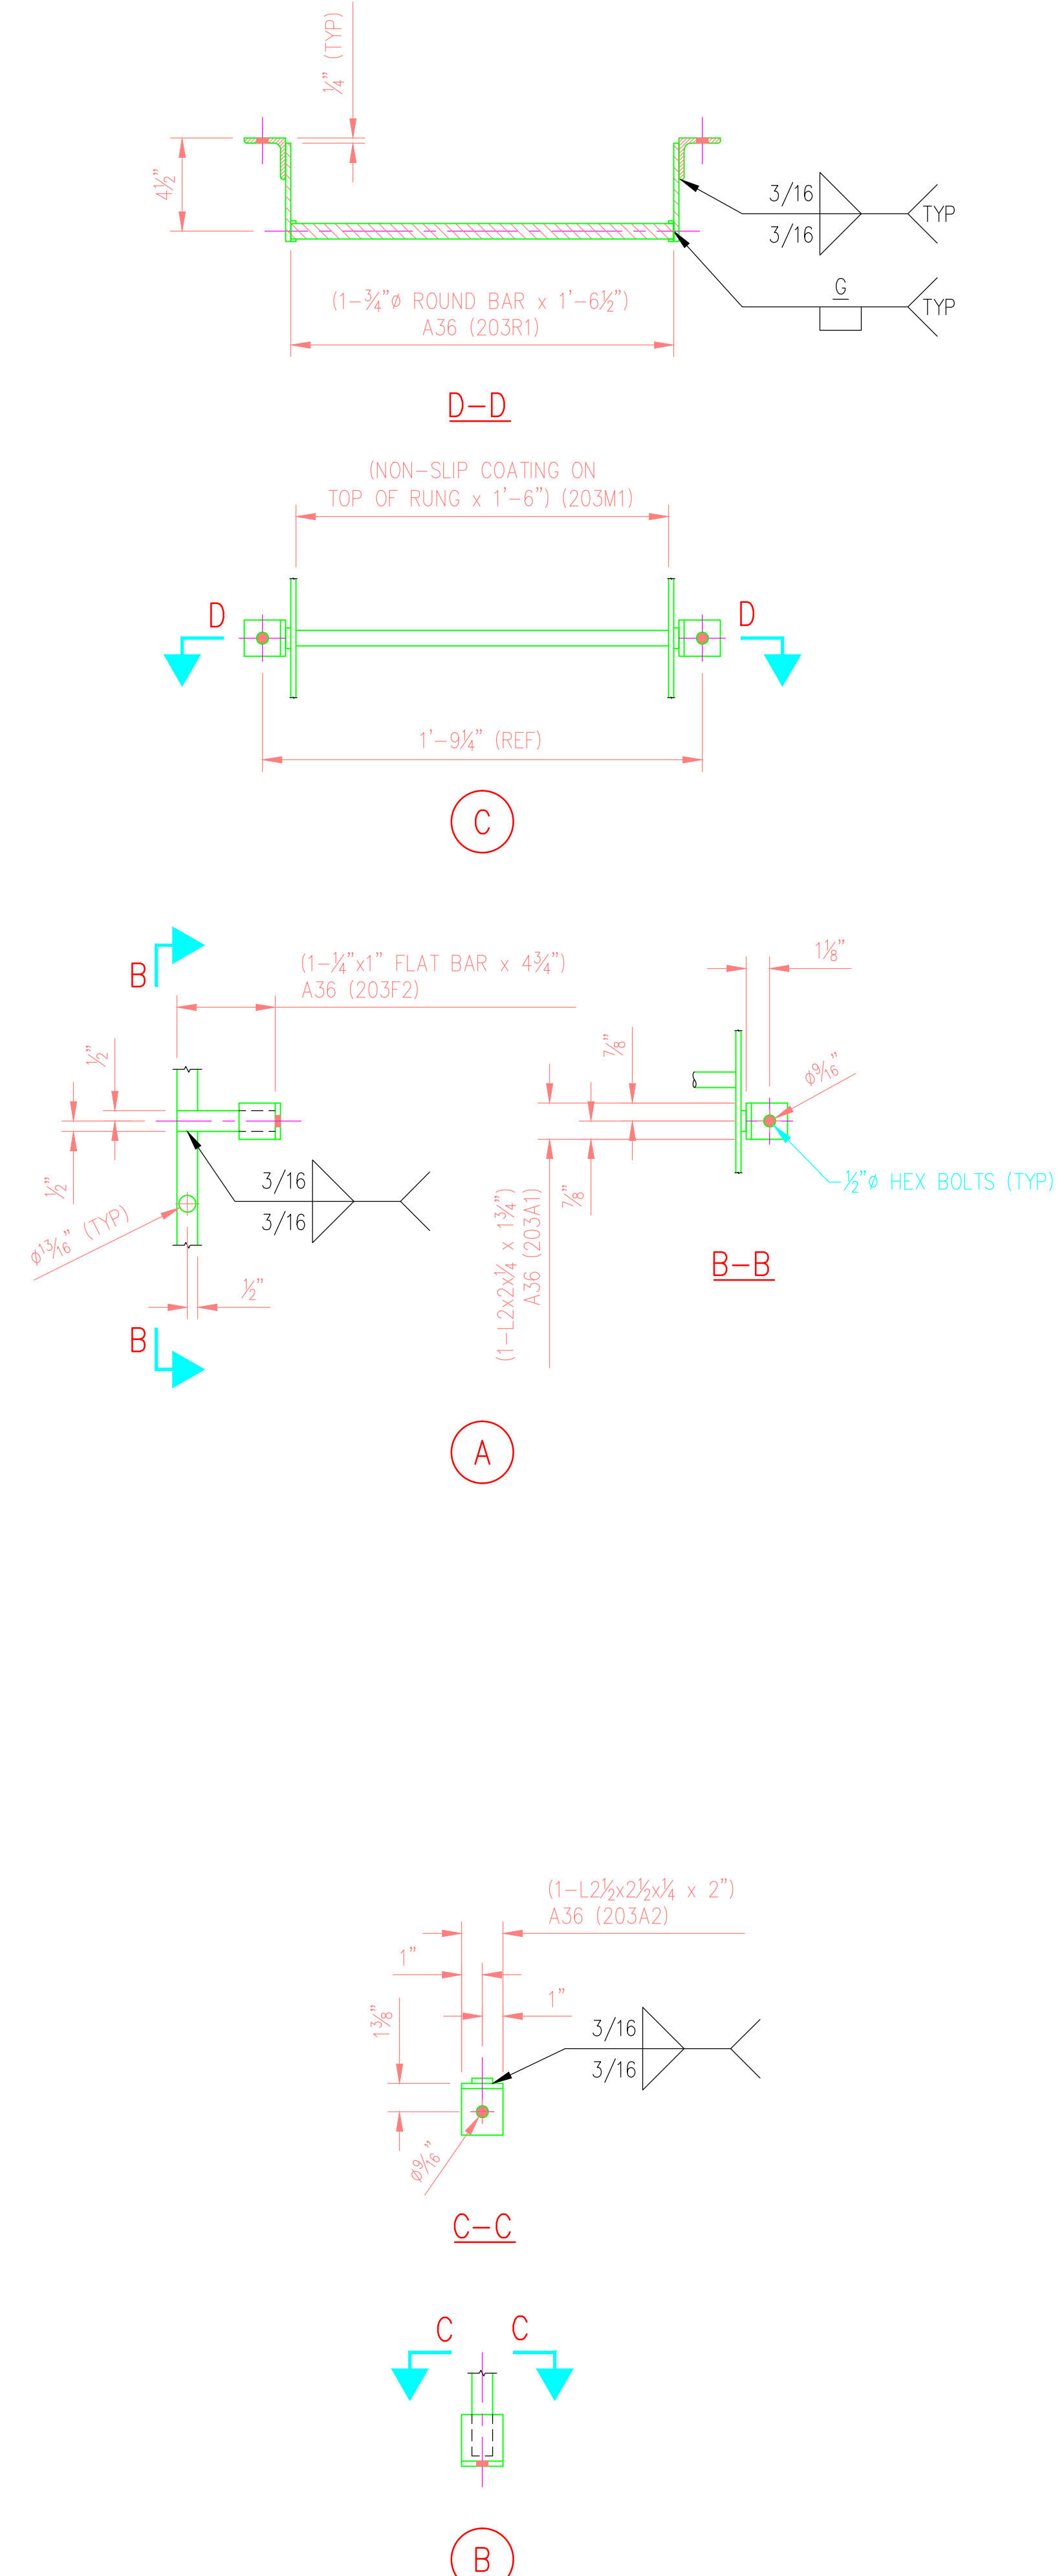 ¼" (TYP)
4½"
3/16
3/16
TYP
G
TYP
(1-¾"ø ROUND BAR x 1'-6½")
A36 (203R1)
D-D
(NON-SLIP COATING ON
TOP OF RUNG x 1'-6") (203M1)
D
D
1'-9¼" (REF)
C
B
(1-¼"x1" FLAT BAR x 4¾")
A36 (203F2)
½"
½"
3/16
3/16
ø13/16" (TYP)
½"
B
1⅛"
⅞"
ø9/16"
⅞"
½"ø HEX BOLTS (TYP)
(1-L2x2x¼ x 1¾")
A36 (203A1)
B-B
A
(1-L2½x2½x¼ x 2")
A36 (203A2)
1"
1"
1⅜"
3/16
3/16
ø9/16"
C-C
C
C
B